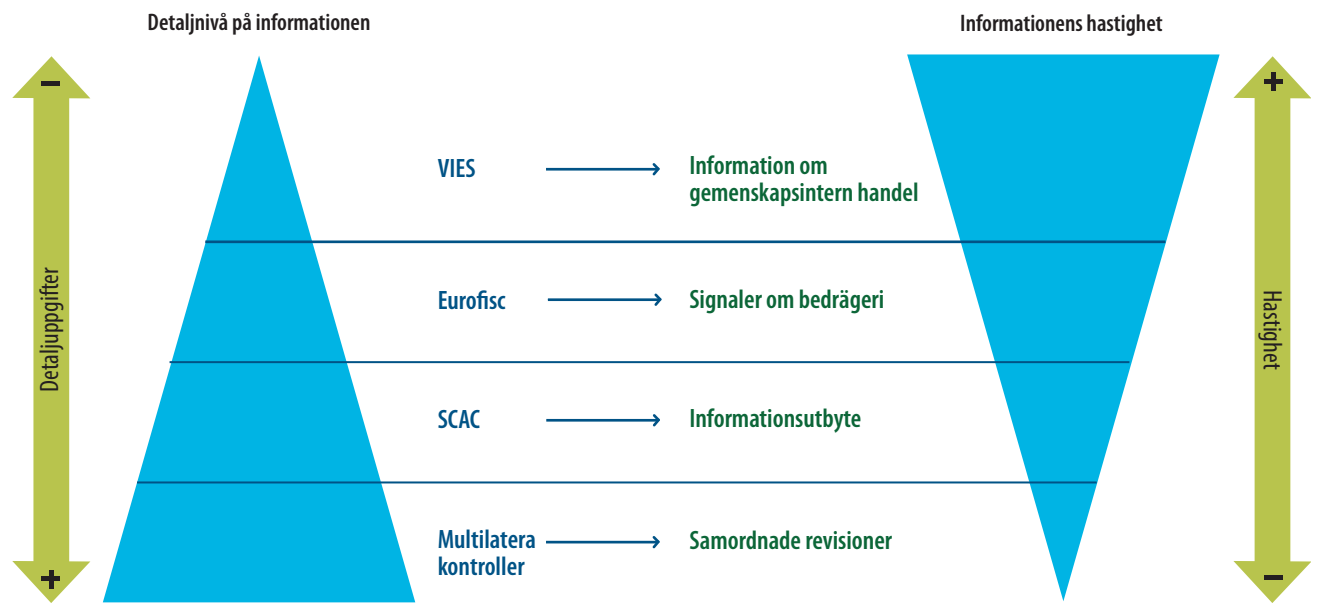 Detaljnivå på informationen
Informationens hastighet
−
+
VIES
Information om
gemenskapsintern handel
Eurofisc
Signaler om bedrägeri
Detaljuppgifter
Hastighet
SCAC
Informationsutbyte
Multilatera
kontroller
Samordnade revisioner
+
−